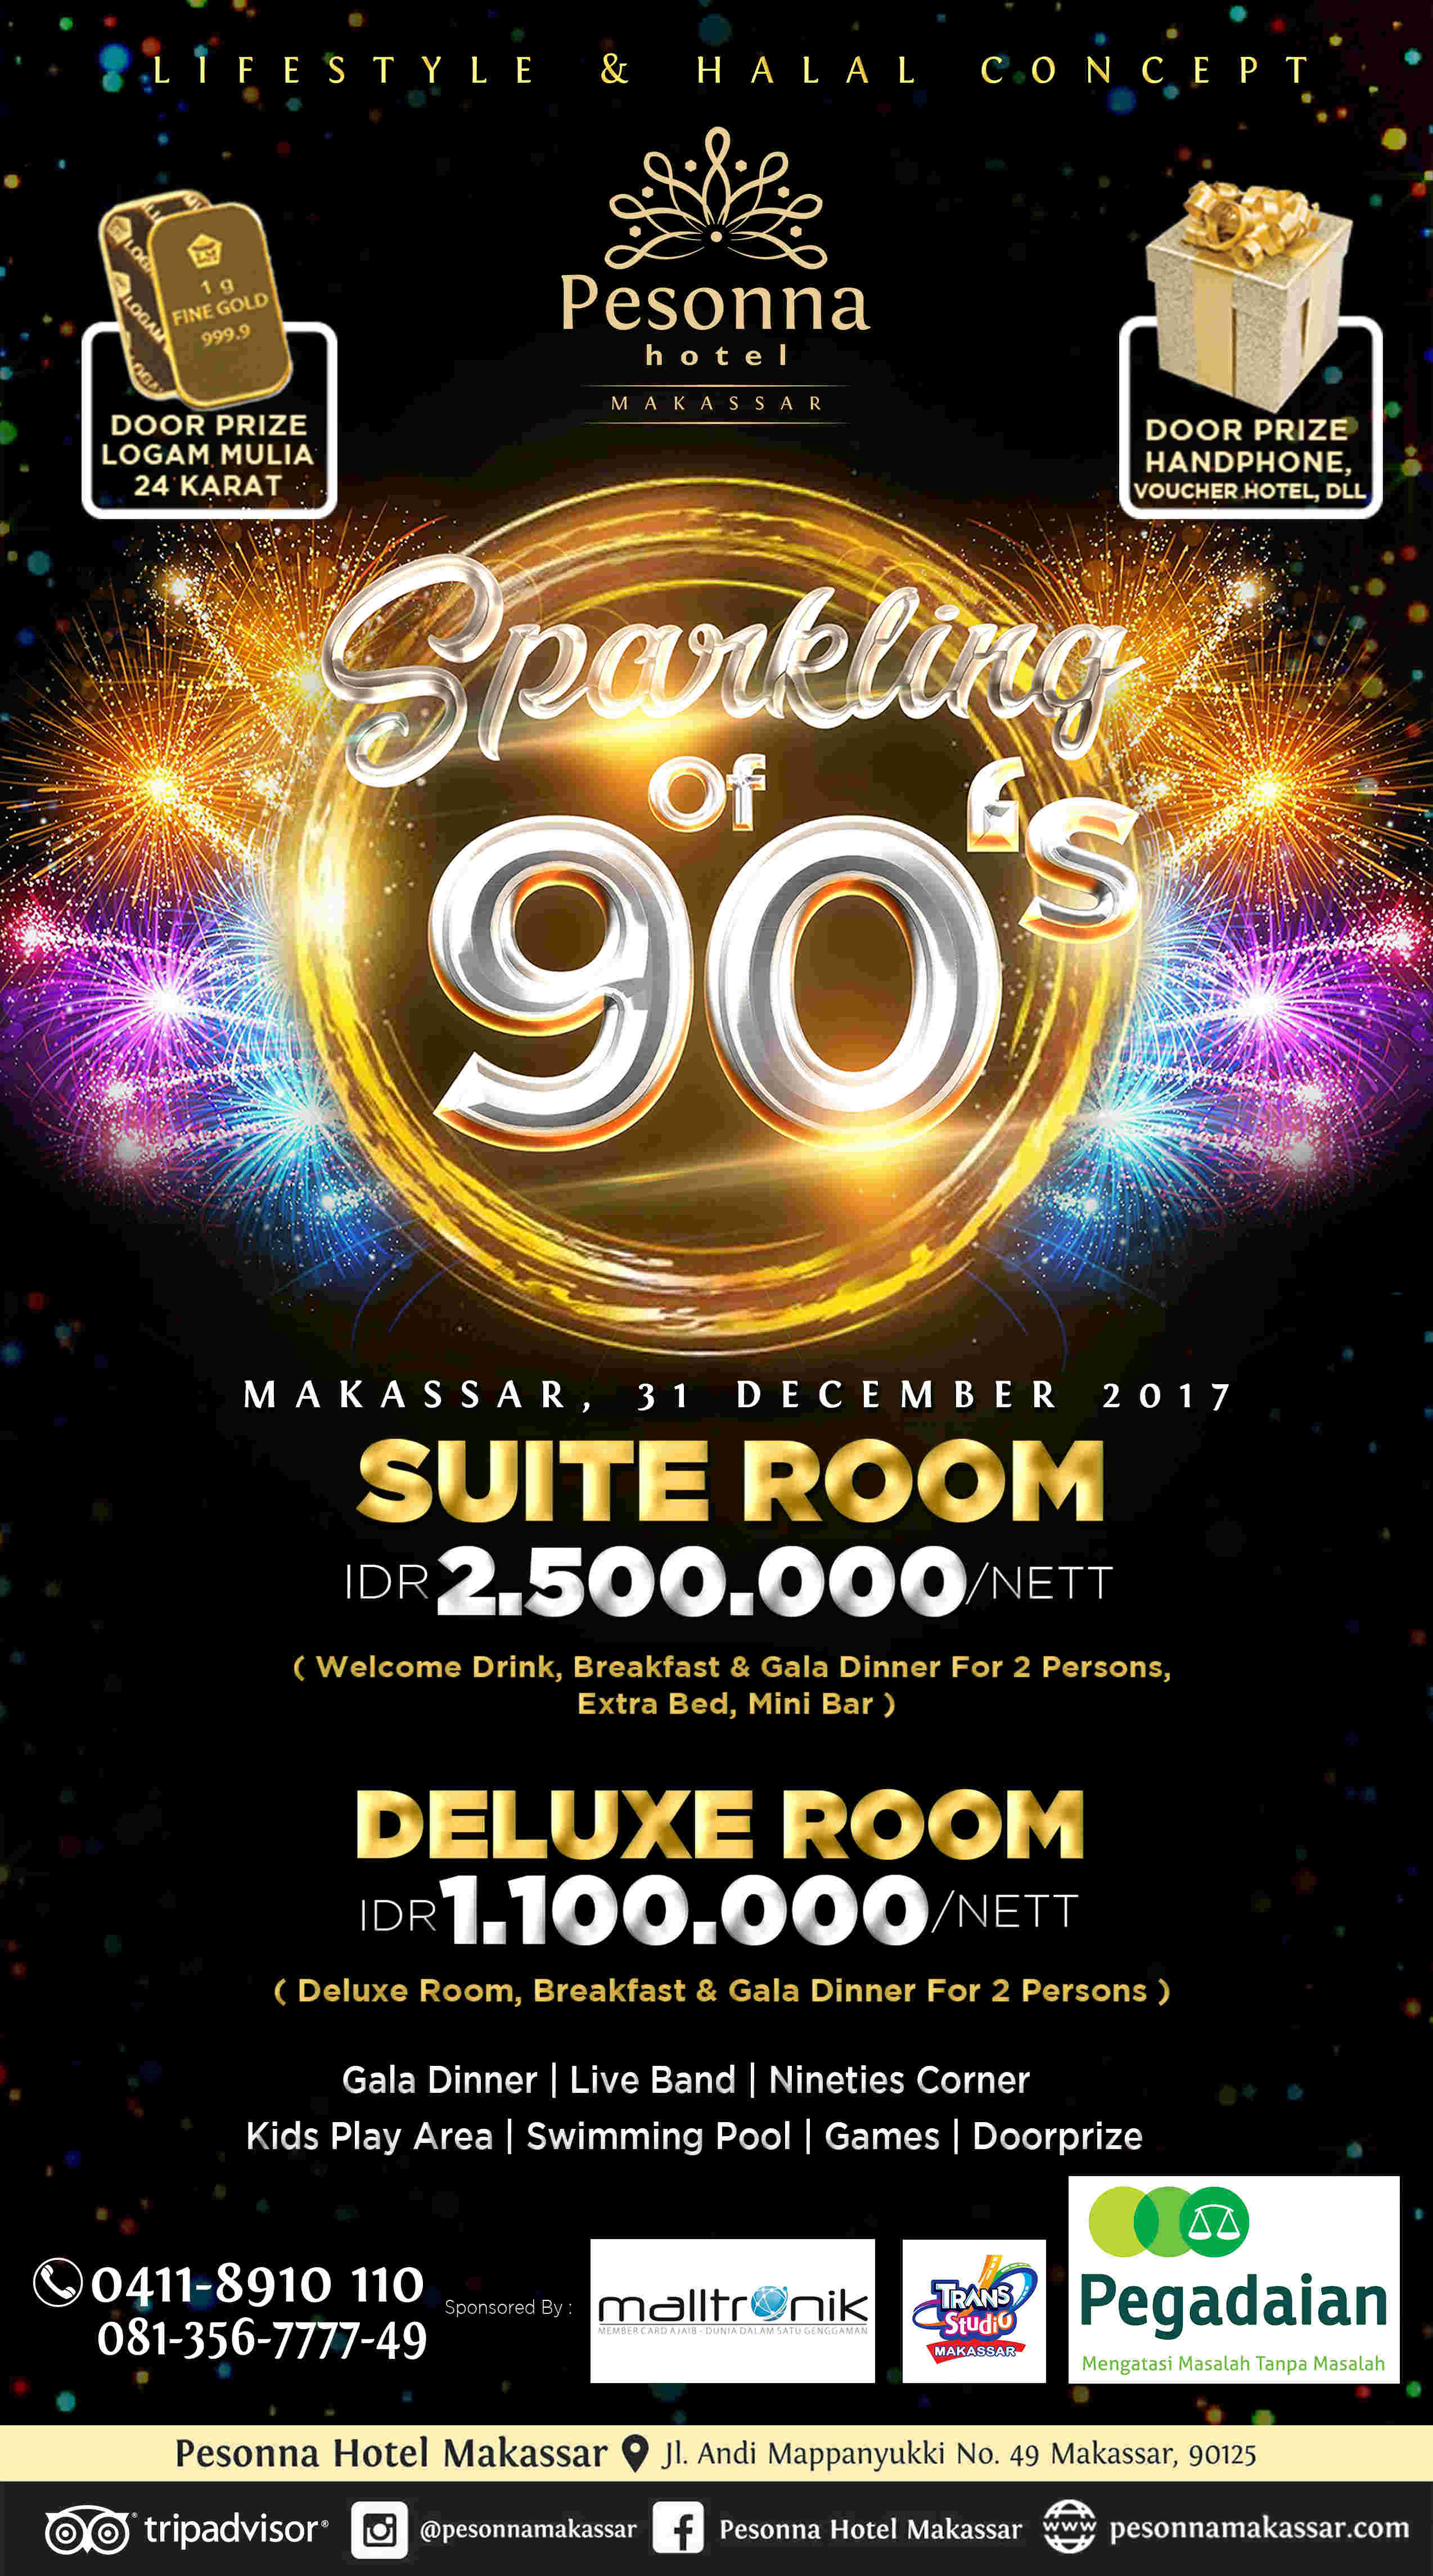 LIFESTYLE & HALAL CONCEPT
Pesonna
hotel
MAKASSAR
1 g
FINE GOLD
999.9
DOOR PRIZE
LOGAM MULIA
24 KARAT
DOOR PRIZE
HANDPHONE,
VOUCHER HOTEL, DLL
Sparkling
Of
90's
MAKASSAR, 31 DECEMBER 2017
SUITE ROOM
IDR 2.500.000/NETT
( Welcome Drink, Breakfast & Gala Dinner For 2 Persons,
Extra Bed, Mini Bar )
DELUXE ROOM
IDR 1.100.000/NETT
( Deluxe Room, Breakfast & Gala Dinner For 2 Persons )
Gala Dinner | Live Band | Nineties Corner
Kids Play Area | Swimming Pool | Games | Doorprize
0411-8910 110
081-356-7777-49
Sponsored By :
malltronik
MEMBER CARD AJAIB - DUNIA DALAM SATU GENGGAMAN
TRANS
Studio
MAKASSAR
Pegadaian
Mengatasi Masalah Tanpa Masalah
Pesonna Hotel Makassar Jl. Andi Mappanyukki No. 49 Makassar, 90125
tripadvisor® @pesonnamakassar f Pesonna Hotel Makassar www pesonnamakassar.com